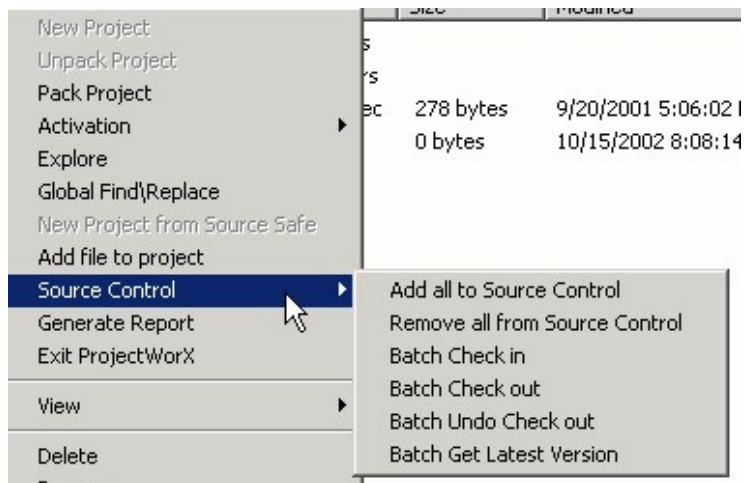 Size Modified
New Project
Unpack Project
Pack Project
Activation
Explore
Global Find\Replace
New Project from Source Safe
Add file to project
Source Control
Generate Report
Exit ProjectWorX
View
Delete
s
rs
ec 278 bytes 9/20/2001 5:06:02
0 bytes 10/15/2002 8:08:14
Add all to Source Control
Remove all from Source Control
Batch Check in
Batch Check out
Batch Undo Check out
Batch Get Latest Version